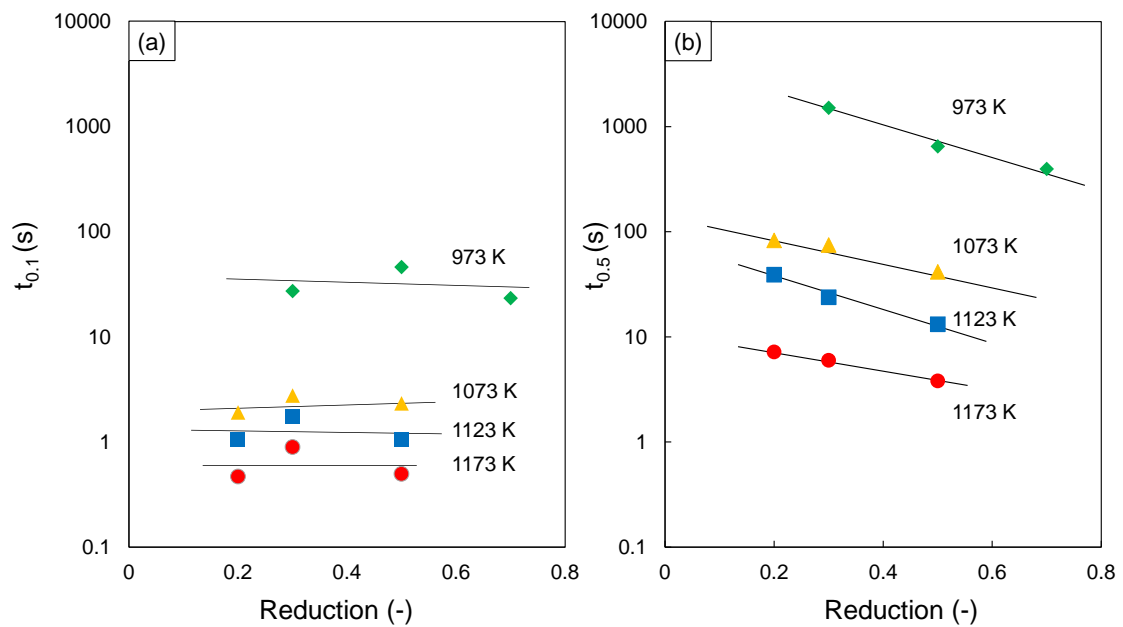 (a)
10000
1000
100
10
1
0.1
t0.1 (s)
973 K
1073 K
1123 K
1173 K
0
0.2
0.4
0.6
0.8
Reduction (-)
(b)
10000
1000
100
10
1
0.1
t0.5 (s)
973 K
1073 K
1123 K
1173 K
0
0.2
0.4
0.6
0.8
Reduction (-)